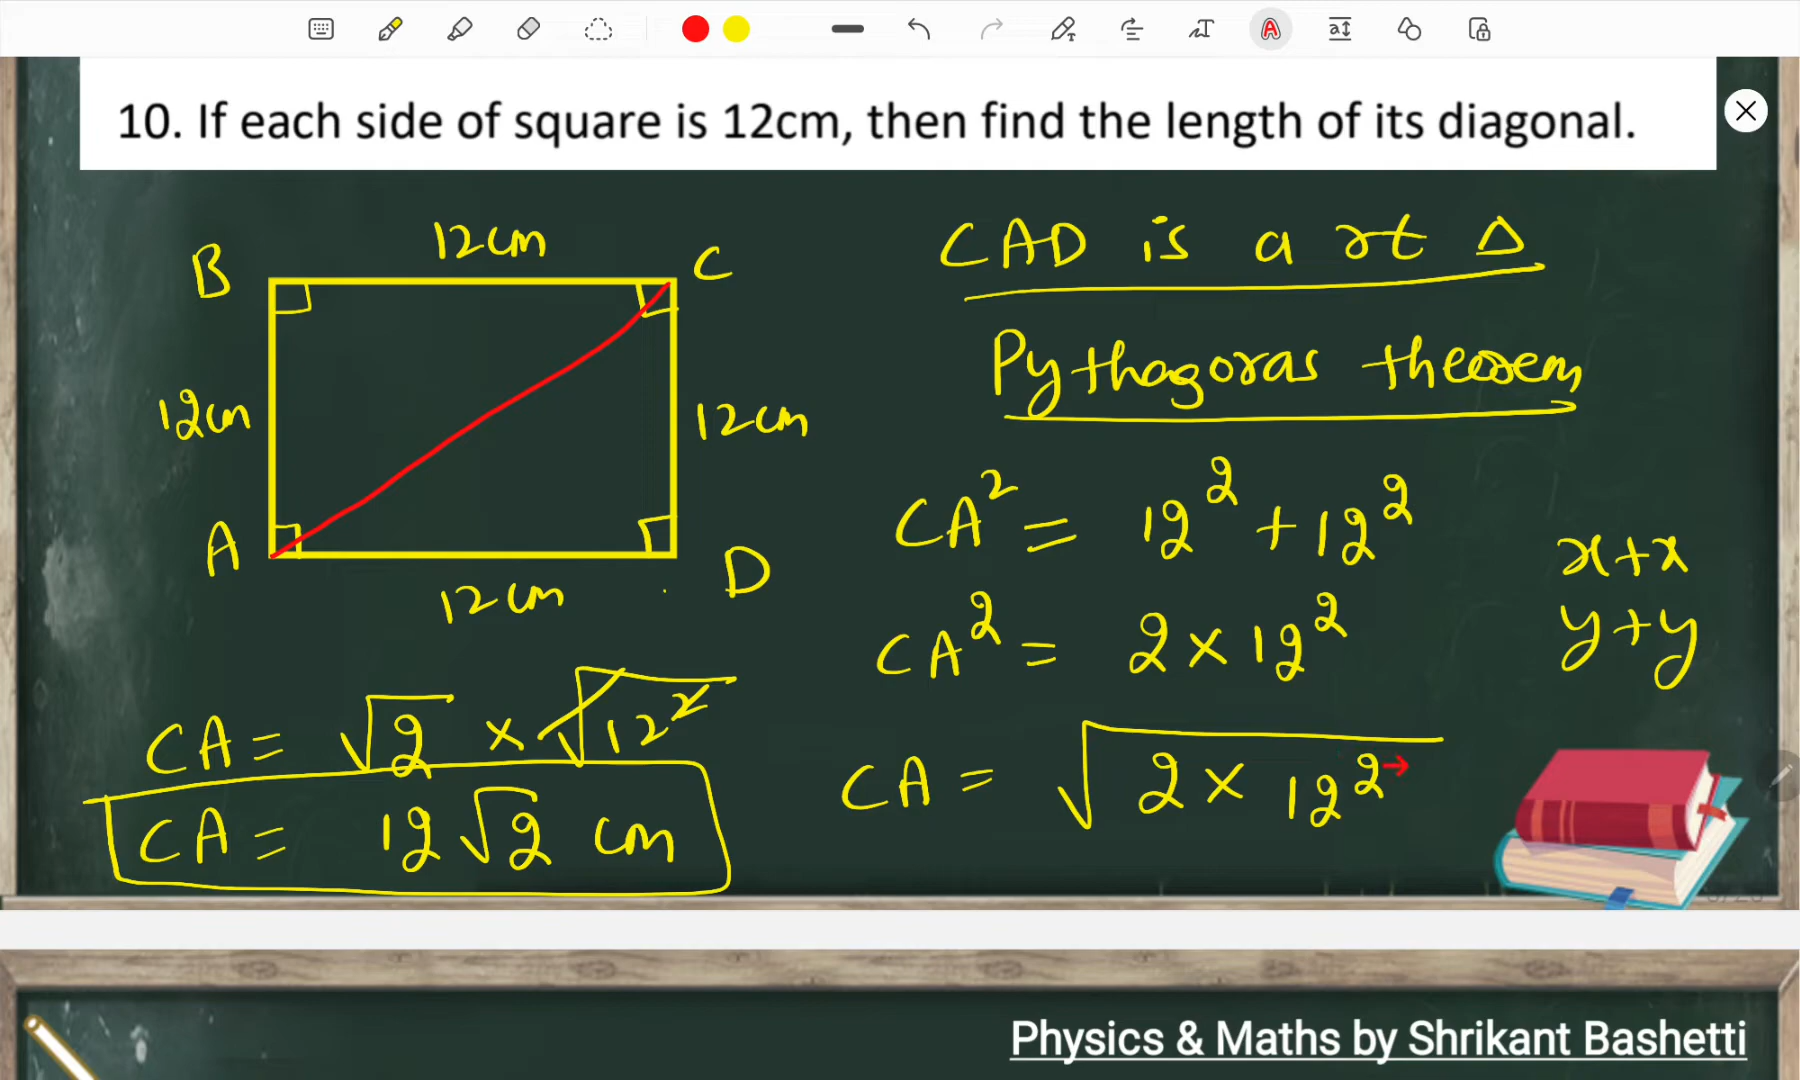 10. If each side of square is 12cm, then find the length of its diagonal.
B 12cm C
12cm 12cm
A D
12cm
CAD is a rt Δ
Pythagoras theorem
CA² = 12² + 12²
CA² = 2 × 12²
x+x
y+y
CA = √2 × 12²
CA = √2 × √12²
CA = 12√2 cm
Physics & Maths by Shrikant Bashetti